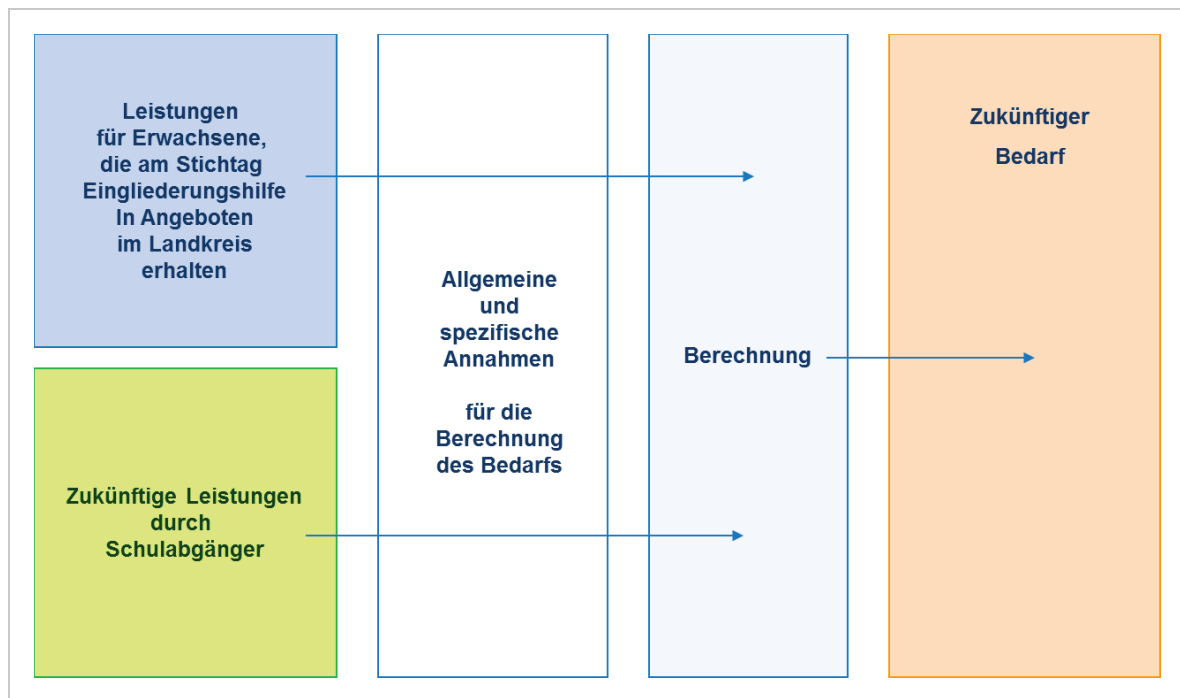 Leistungen
für Erwachsene,
die am Stichtag
Eingliederungshilfe
In Angeboten
im Landkreis
erhalten
Zukünftige Leistungen
durch
Schulabgänger
Allgemeine
und
spezifische
Annahmen
für die
Berechnung
des Bedarfs
Berechnung
Zukünftiger
Bedarf